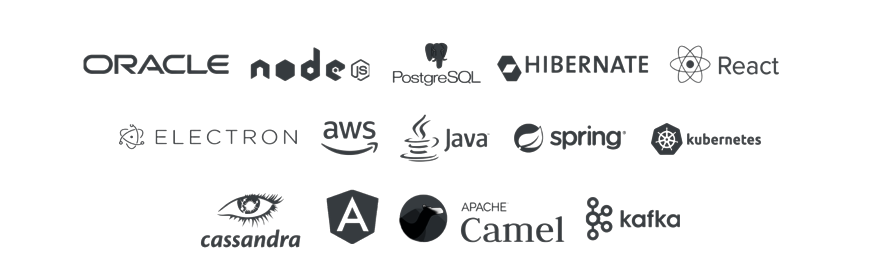 ORACLE node JS PostgreSQL HIBERNATE React
ELECTRON aws Java spring kubernetes
cassandra A APACHE Camel kafka